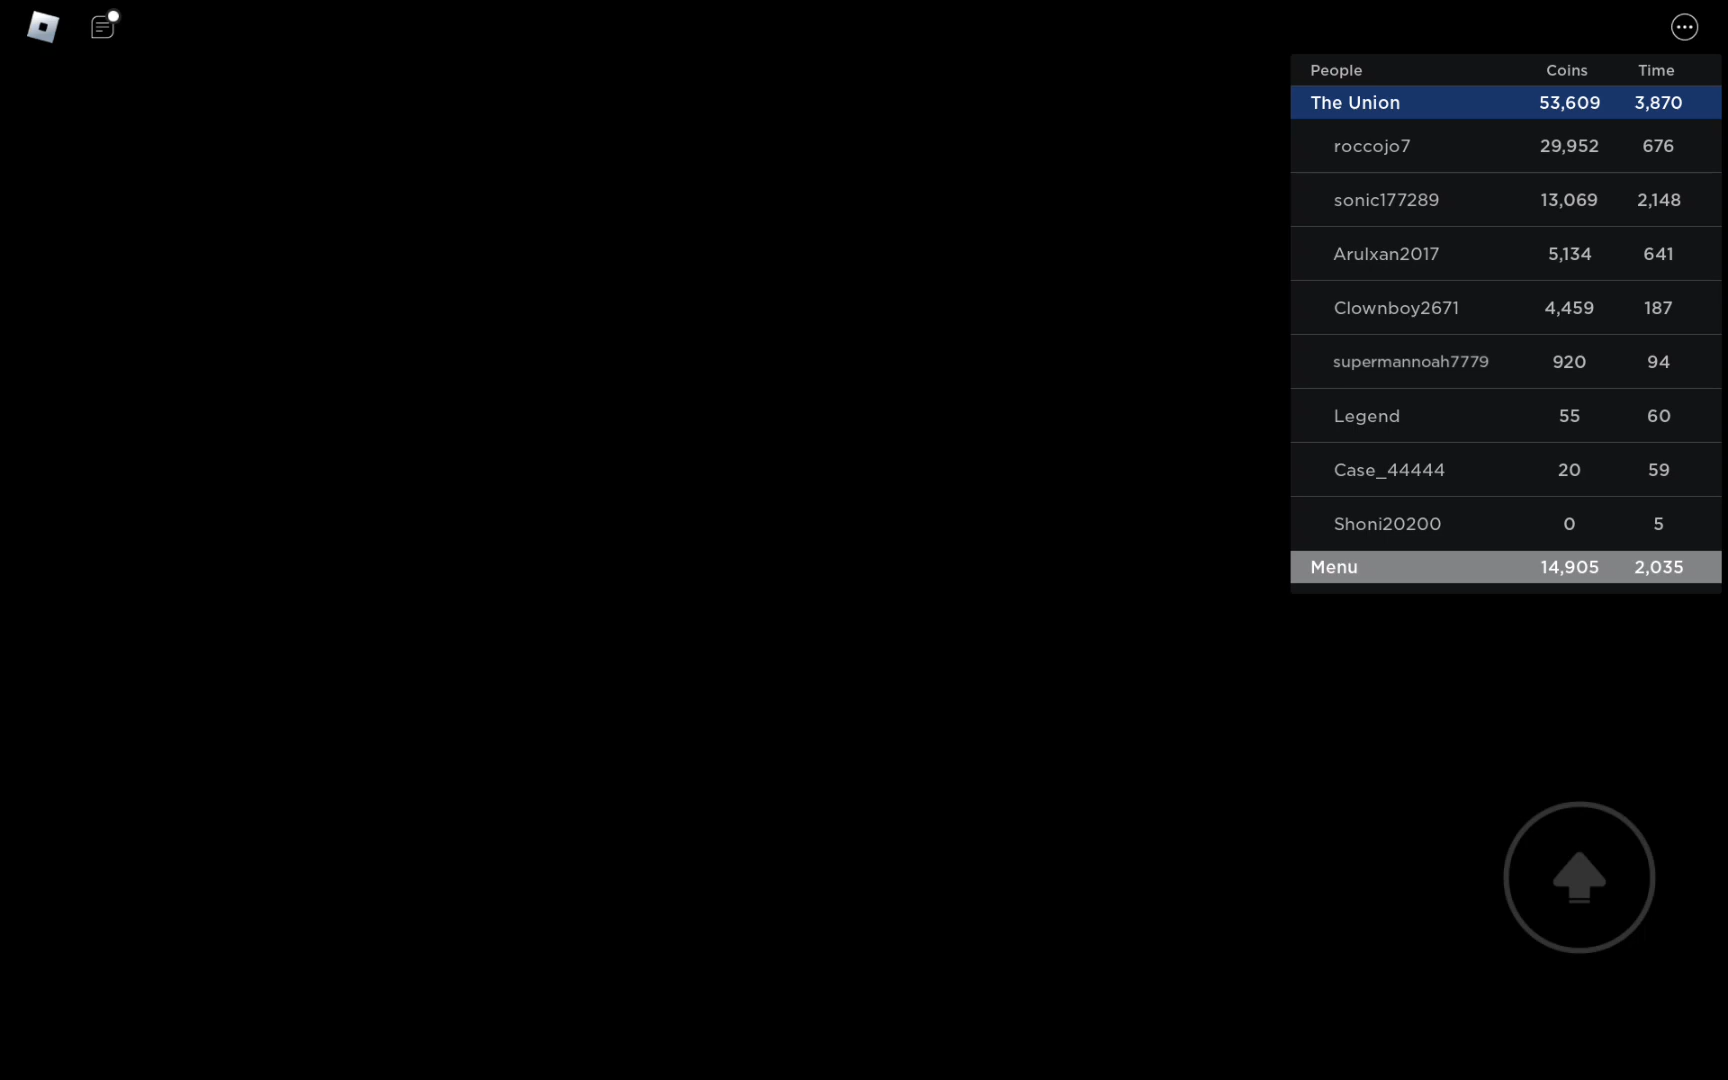 People Coins Time
The Union 53,609 3,870
roccojo7 29,952 676
sonic177289 13,069 2,148
Arulxan2017 5,134 641
Clownboy2671 4,459 187
supermannoah7779 920 94
Legend 55 60
Case_44444 20 59
Shoni20200 0 5
Menu 14,905 2,035